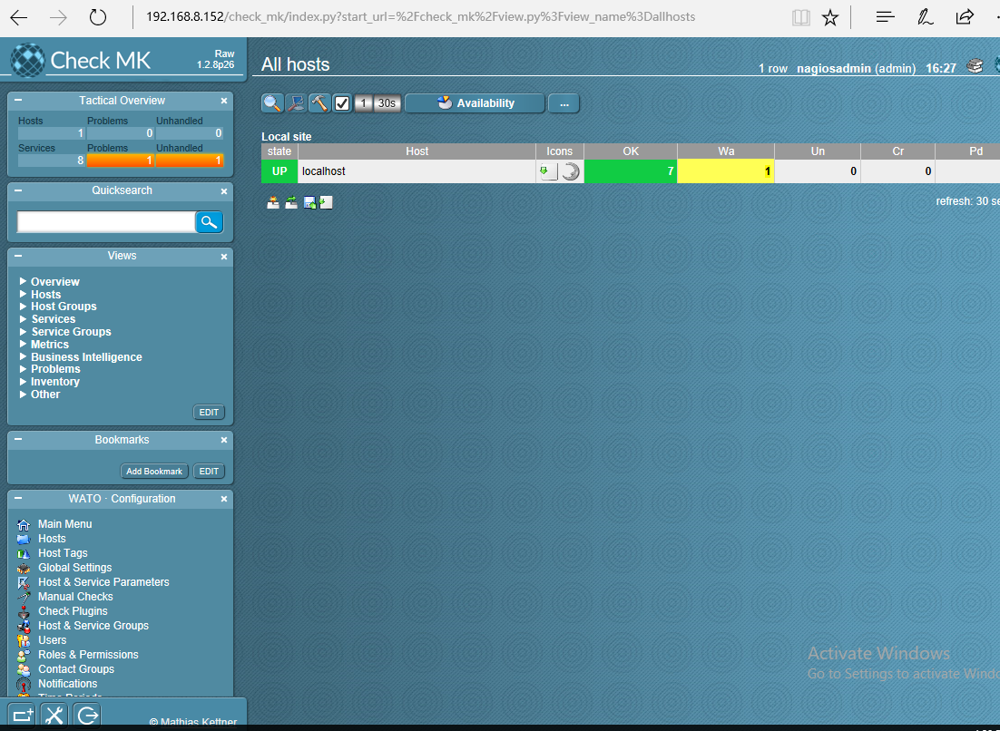 192.168.8.152/check_mk/index.py?start_url=%2Fcheck_mk%2Fview.py%3Fview_name%3Dallhosts
Check MK
Raw
1.2.8p26
All hosts
1 row nagiosadmin (admin) 16:27
Tactical Overview
Hosts Problems Unhandled
1 0 0
Services Problems Unhandled
8 1 1
1 30s Availability ...
Local site
state Host Icons OK Wa Un Cr Pd
UP localhost 7 1 0 0
refresh: 30 se
Quicksearch
Views
Overview
Hosts
Host Groups
Services
Service Groups
Metrics
Business Intelligence
Problems
Inventory
Other
EDIT
Bookmarks
Add Bookmark EDIT
WATO · Configuration
Main Menu
Hosts
Host Tags
Global Settings
Host & Service Parameters
Manual Checks
Check Plugins
Host & Service Groups
Users
Roles & Permissions
Contact Groups
Notifications
Time Periods
© Mathias Kettner
Activate Windows
Go to Settings to activate Windo